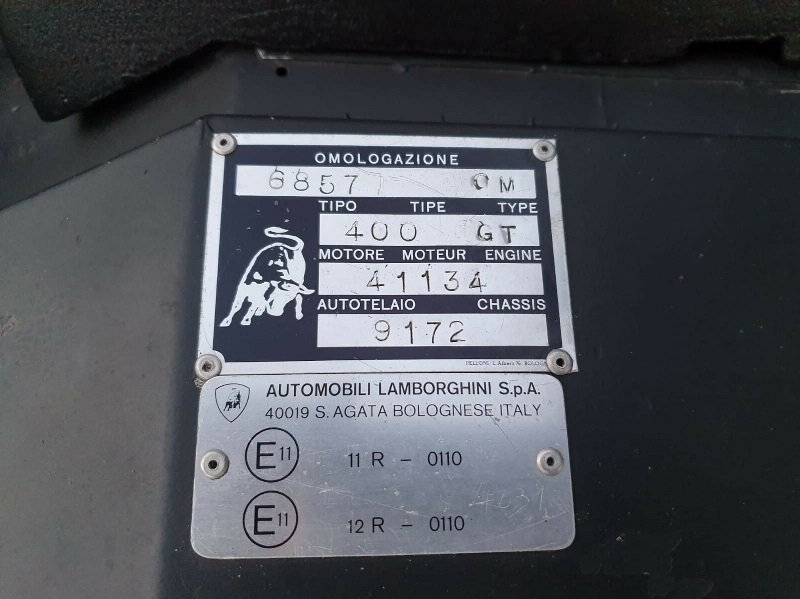 OMOLOGAZIONE
6857 OM
TIPO TIPE TYPE
400 GT
MOTORE MOTEUR ENGINE
41134
AUTOTELAIO CHASSIS
9172
AUTOMOBILI LAMBORGHINI S.p.A.
40019 S. AGATA BOLOGNESE ITALY
E11 11 R - 0110
E11 12 R - 0110